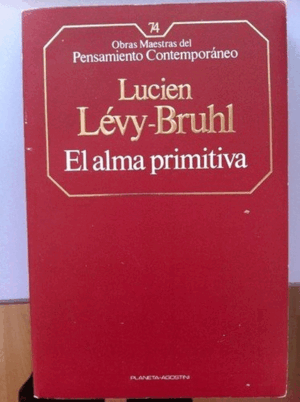 74
Obras Maestras del
Pensamiento Contemporáneo
Lucien
Lévy-Bruhl
El alma primitiva
PLANETA-AGOSTINI